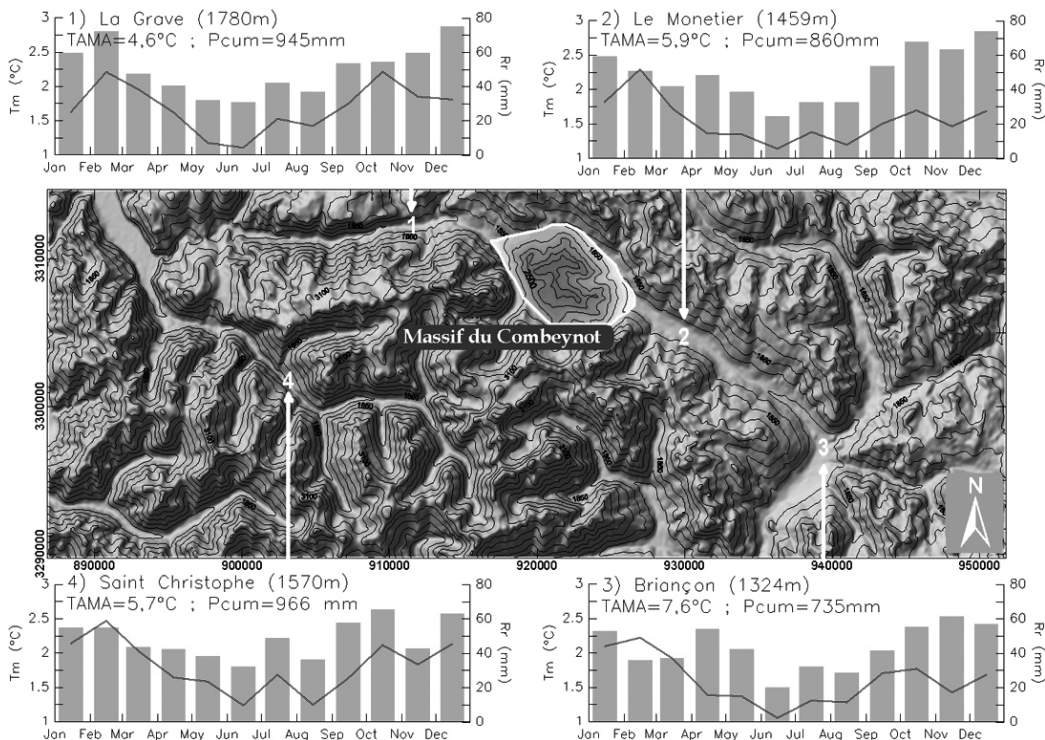 1) La Grave (1780m)
TAMA=4,6°C ; Pcum=945mm
Tm (°C)
3
2.5
2
1.5
1
Rr (mm)
80
60
40
20
0
Jan Feb Mar Apr May Jun Jul Aug Sep Oct Nov Dec
2) Le Monetier (1459m)
TAMA=5,9°C ; Pcum=860mm
Tm (°C)
3
2.5
2
1.5
1
Rr (mm)
80
60
40
20
0
Jan Feb Mar Apr May Jun Jul Aug Sep Oct Nov Dec
3310000
3300000
3290000
1
2
3
4
Massif du Combeynot
N
1850
3100
890000 900000 910000 920000 930000 940000 950000
4) Saint Christophe (1570m)
TAMA=5,7°C ; Pcum=966 mm
Tm (°C)
2.5
2
1.5
1
Rr (mm)
80
60
40
20
0
Jan Feb Mar Apr May Jun Jul Aug Sep Oct Nov Dec
3) Briançon (1324m)
TAMA=7,6°C ; Pcum=735mm
Tm (°C)
2.5
2
1.5
1
Rr (mm)
80
60
40
20
0
Jan Feb Mar Apr May Jun Jul Aug Sep Oct Nov Dec